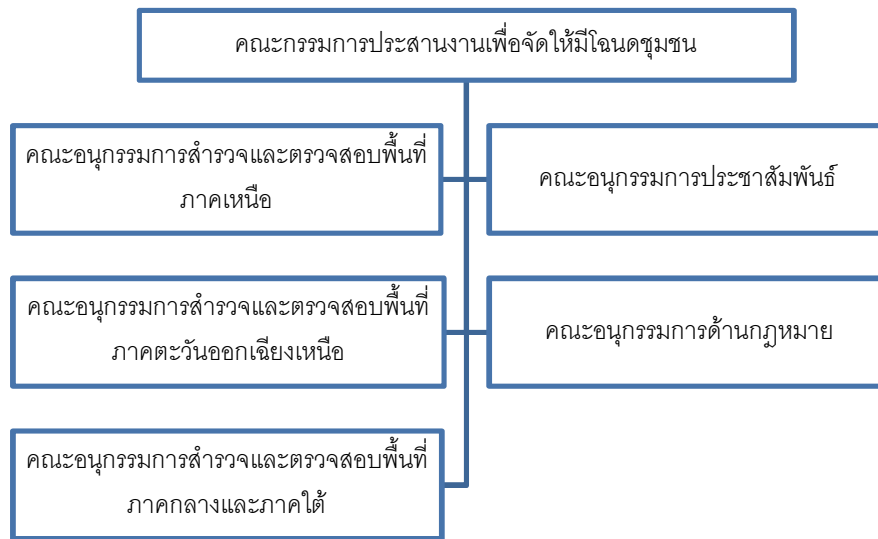 คณะกรรมการประสานงานเพื่อจัดให้มีโฉนดชุมชน
คณะอนุกรรมการสำรวจและตรวจสอบพื้นที่
ภาคเหนือ
คณะอนุกรรมการประชาสัมพันธ์
คณะอนุกรรมการสำรวจและตรวจสอบพื้นที่
ภาคตะวันออกเฉียงเหนือ
คณะอนุกรรมการด้านกฎหมาย
คณะอนุกรรมการสำรวจและตรวจสอบพื้นที่
ภาคกลางและภาคใต้